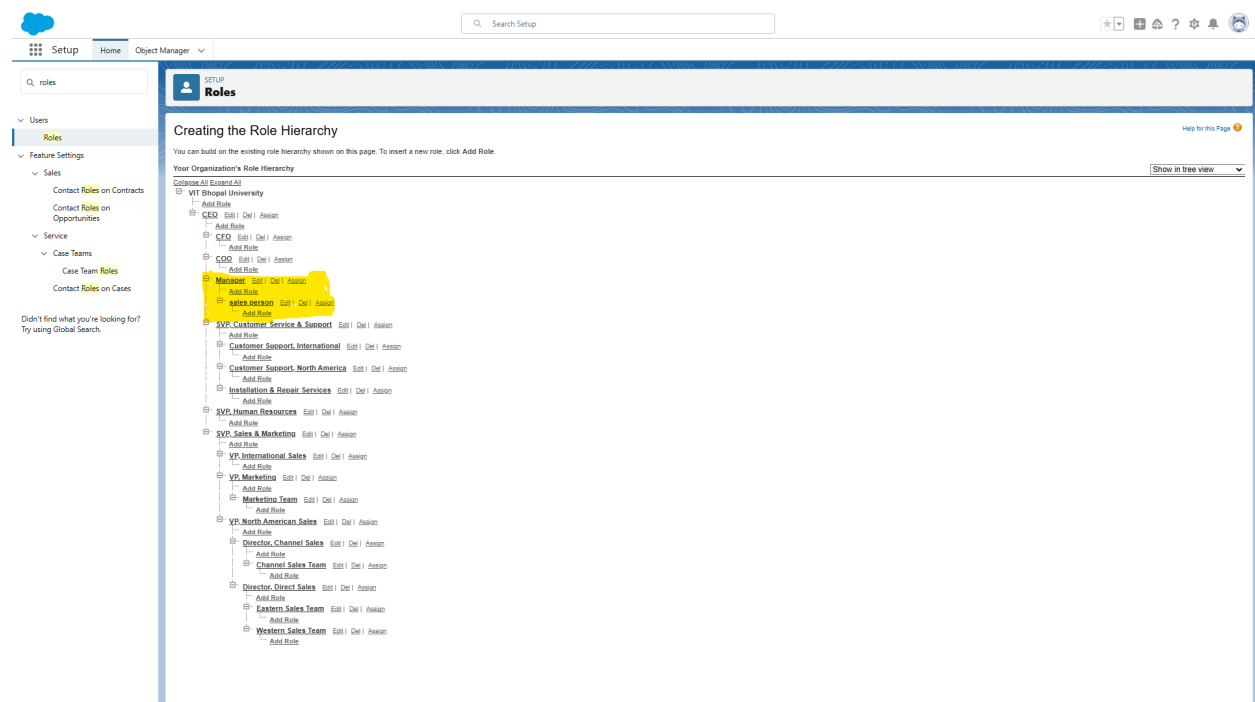 Search Setup
Setup Home Object Manager
roles
SETUP
Roles
Users
Roles
Feature Settings
Sales
Contact Roles on Contracts
Contact Roles on
Opportunities
Service
Case Teams
Case Team Roles
Contact Roles on Cases
Didn't find what you're looking for?
Try using Global Search.
Creating the Role Hierarchy
Help for this Page
You can build on the existing role hierarchy shown on this page. To insert a new role, click Add Role.
Your Organization's Role Hierarchy
Show in tree view
Collapse All Expand All
VIT Bhopal University
Add Role
CEO Edit | Del | Assign
Add Role
CFO Edit | Del | Assign
Add Role
COO Edit | Del | Assign
Add Role
Manager Edit | Del | Assign
Add Role
sales person Edit | Del | Assign
Add Role
SVP, Customer Service & Support Edit | Del | Assign
Add Role
Customer Support, International Edit | Del | Assign
Add Role
Customer Support, North America Edit | Del | Assign
Add Role
Installation & Repair Services Edit | Del | Assign
Add Role
SVP, Human Resources Edit | Del | Assign
Add Role
SVP, Sales & Marketing Edit | Del | Assign
Add Role
VP, International Sales Edit | Del | Assign
Add Role
VP, Marketing Edit | Del | Assign
Add Role
Marketing Team Edit | Del | Assign
Add Role
VP, North American Sales Edit | Del | Assign
Add Role
Director, Channel Sales Edit | Del | Assign
Add Role
Channel Sales Team Edit | Del | Assign
Add Role
Director, Direct Sales Edit | Del | Assign
Add Role
Eastern Sales Team Edit | Del | Assign
Add Role
Western Sales Team Edit | Del | Assign
Add Role